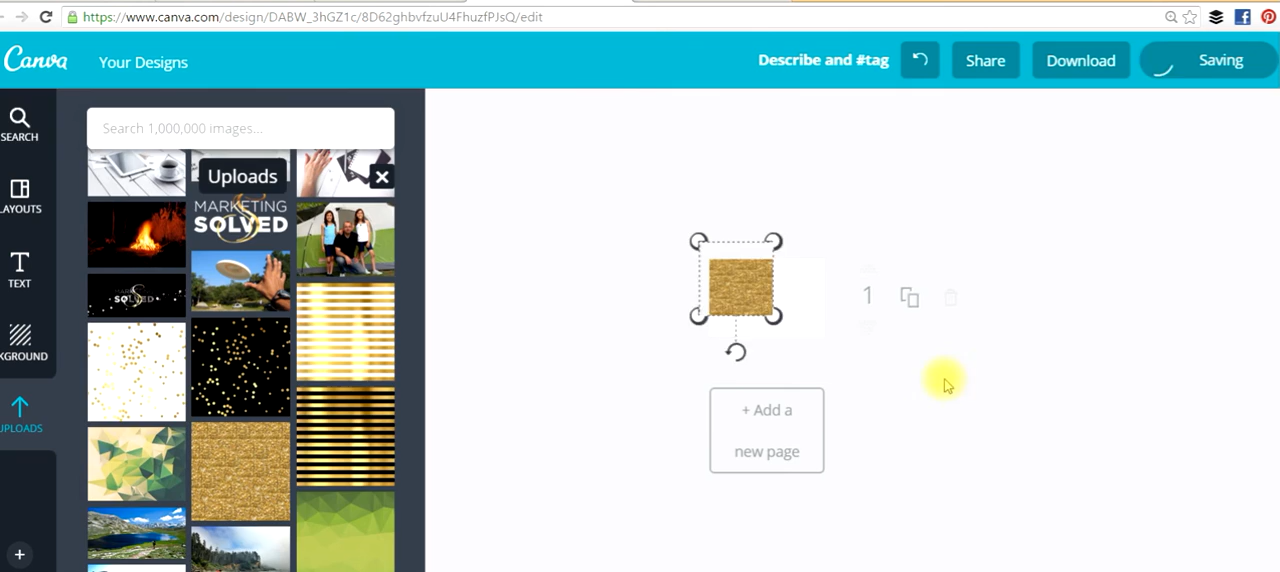 https://www.canva.com/design/DABW_3hGZ1c/8D62ghbvfzuU4FhuzfPJsQ/edit
Canva
Your Designs
Describe and #tag
Share
Download
Saving
SEARCH
LAYOUTS
TEXT
KGROUND
UPLOADS
Search 1,000,000 images...
Uploads
MARKETING
SOLVED
1
+ Add a
new page